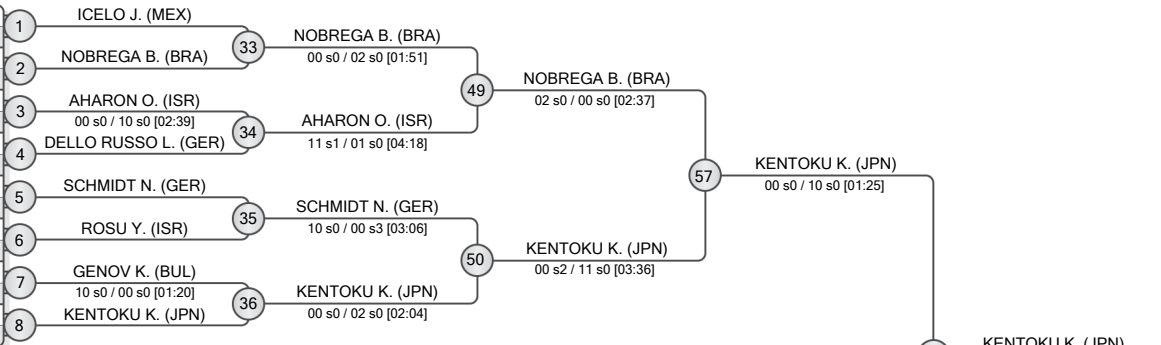 ICELO J. (MEX)
1
33
NOBREGA B. (BRA)
00 s0 / 02 s0 [01:51]
NOBREGA B. (BRA)
2
49
NOBREGA B. (BRA)
02 s0 / 00 s0 [02:37]
AHARON O. (ISR)
3
00 s0 / 10 s0 [02:39]
34
AHARON O. (ISR)
11 s1 / 01 s0 [04:18]
DELLO RUSSO L. (GER)
4
57
KENTOKU K. (JPN)
00 s0 / 10 s0 [01:25]
SCHMIDT N. (GER)
5
35
SCHMIDT N. (GER)
10 s0 / 00 s3 [03:06]
ROSU Y. (ISR)
6
50
KENTOKU K. (JPN)
00 s2 / 11 s0 [03:36]
GENOV K. (BUL)
7
10 s0 / 00 s0 [01:20]
36
KENTOKU K. (JPN)
00 s0 / 02 s0 [02:04]
KENTOKU K. (JPN)
8
KENTOKU K. (JPN)